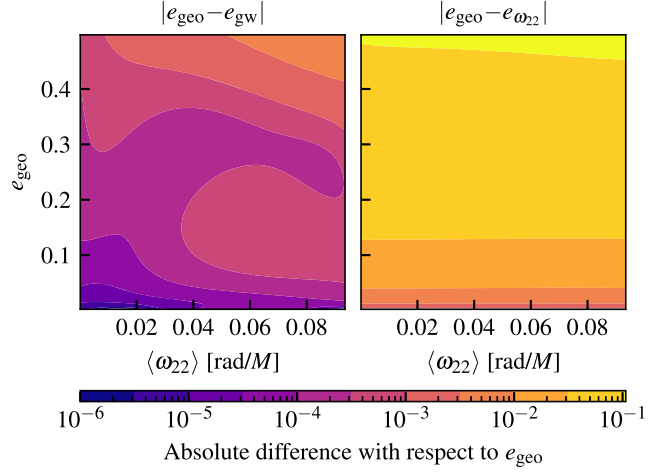 |e_geo − e_gw| |e_geo − e_ω₂₂|
e_geo
0.4
0.3
0.2
0.1
0.02 0.04 0.06 0.08 0.02 0.04 0.06 0.08
⟨ω₂₂⟩ [rad/M] ⟨ω₂₂⟩ [rad/M]
10⁻⁶ 10⁻⁵ 10⁻⁴ 10⁻³ 10⁻² 10⁻¹
Absolute difference with respect to e_geo